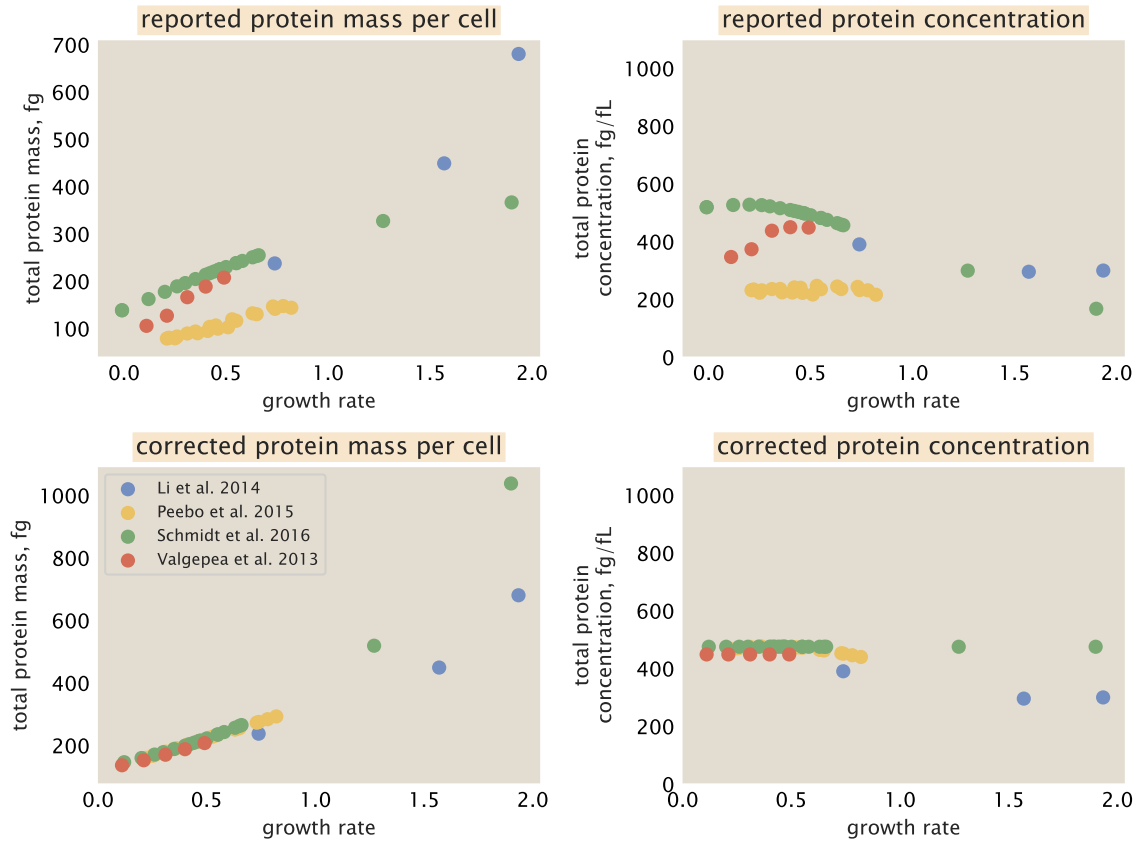 reported protein mass per cell
total protein mass, fg
700
600
500
400
300
200
100
0.0 0.5 1.0 1.5 2.0
growth rate
reported protein concentration
total protein
concentration, fg/fL
1000
800
600
400
200
0
0.0 0.5 1.0 1.5 2.0
growth rate
corrected protein mass per cell
total protein mass, fg
1000
800
600
400
200
Li et al. 2014
Peebo et al. 2015
Schmidt et al. 2016
Valgepea et al. 2013
0.0 0.5 1.0 1.5 2.0
growth rate
corrected protein concentration
total protein
concentration, fg/fL
1000
800
600
400
200
0
0.0 0.5 1.0 1.5 2.0
growth rate